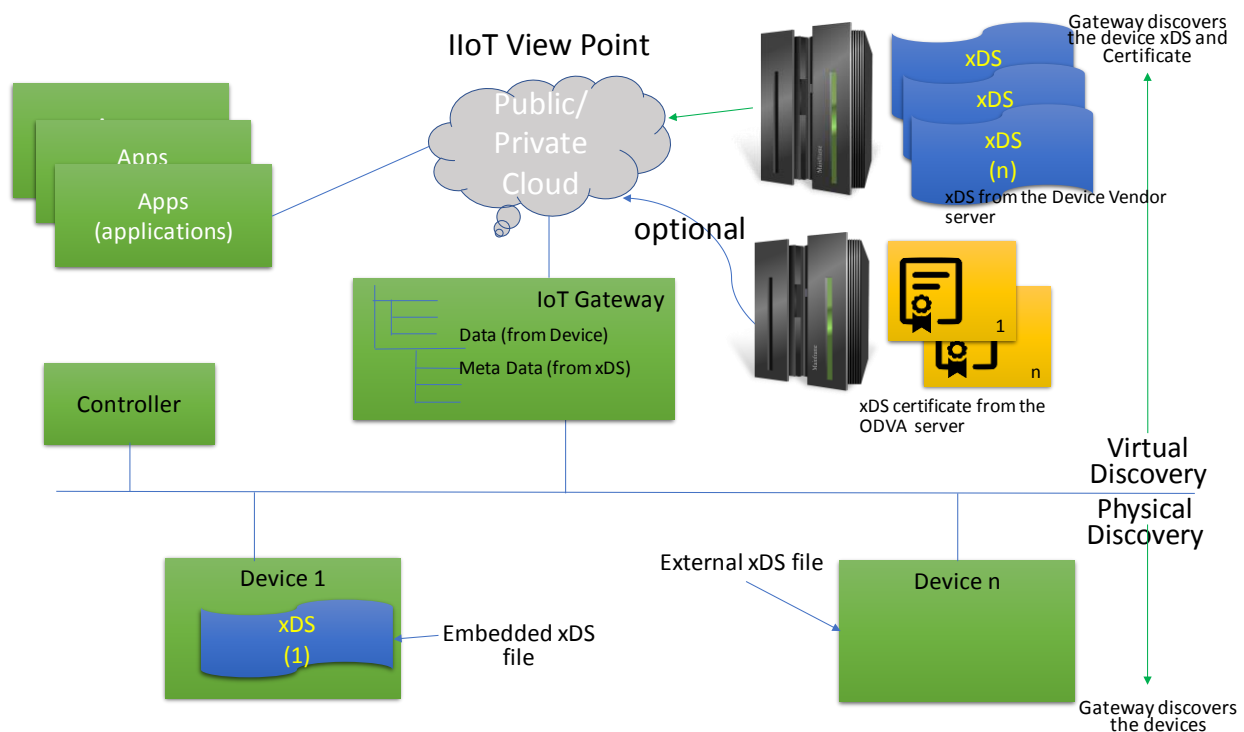 IIoT View Point
Gateway discovers
the device xDS and
Certificate
Apps
Apps
(applications)
Public/
Private
Cloud
Mainframe
xDS
xDS
xDS
(n)
xDS from the Device Vendor
server
optional
Mainframe
1
n
xDS certificate from the
ODVA server
IoT Gateway
Data (from Device)
Meta Data (from xDS)
Controller
Virtual
Discovery
Physical
Discovery
Device 1
xDS
(1)
Embedded xDS
file
External xDS file
Device n
Gateway discovers
the devices